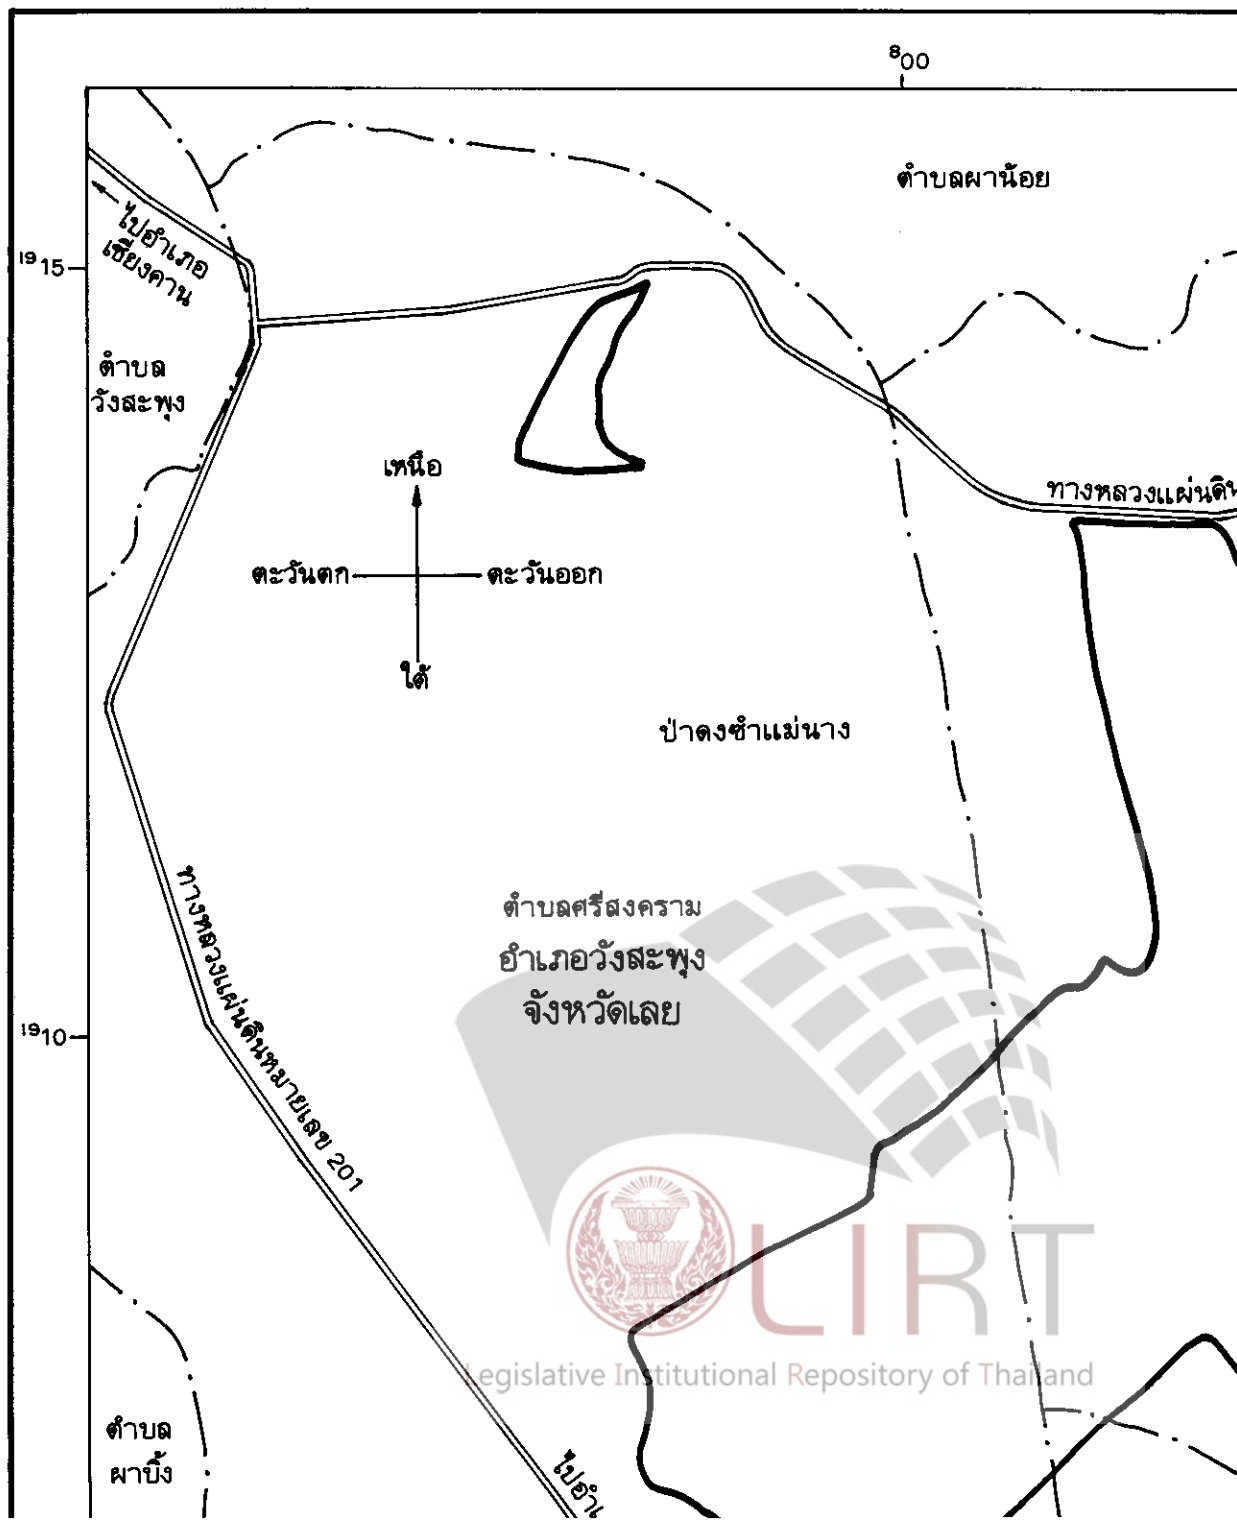 800
ตำบลผาน้อย
ไปอำเภอ
เชียงคาน
1915
ตำบล
วังสะพุง
เหนือ
ทางหลวงแผ่นดิน
ตะวันตก
ตะวันออก
ใต้
ป่าดงซำแม่นาง
ทางหลวงแผ่นดินหมายเลข 201
ตำบลศรีสงคราม
อำเภอวังสะพุง
จังหวัดเลย
1910
LIRT
Legislative Institutional Repository of Thailand
ตำบล
ผาบิ้ง